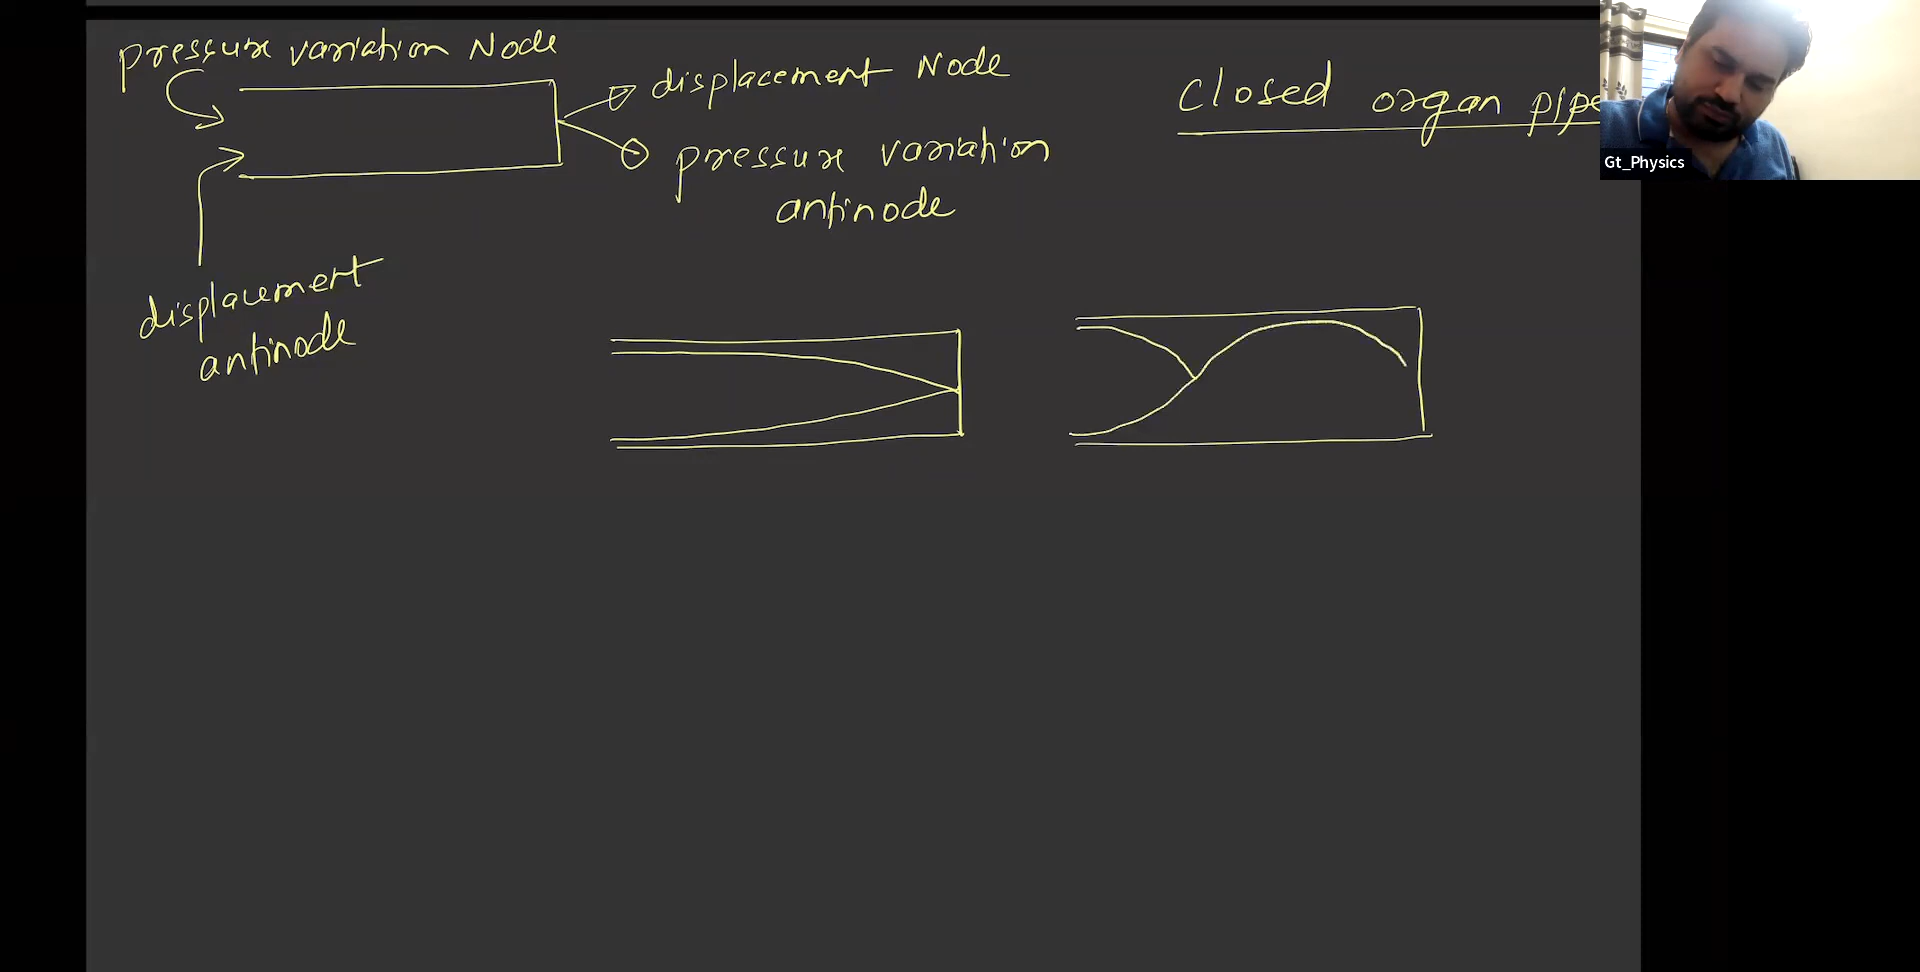 pressure variation Node
displacement Node
pressure variation
antinode
closed organ pipe
Gt_Physics
displacement
antinode